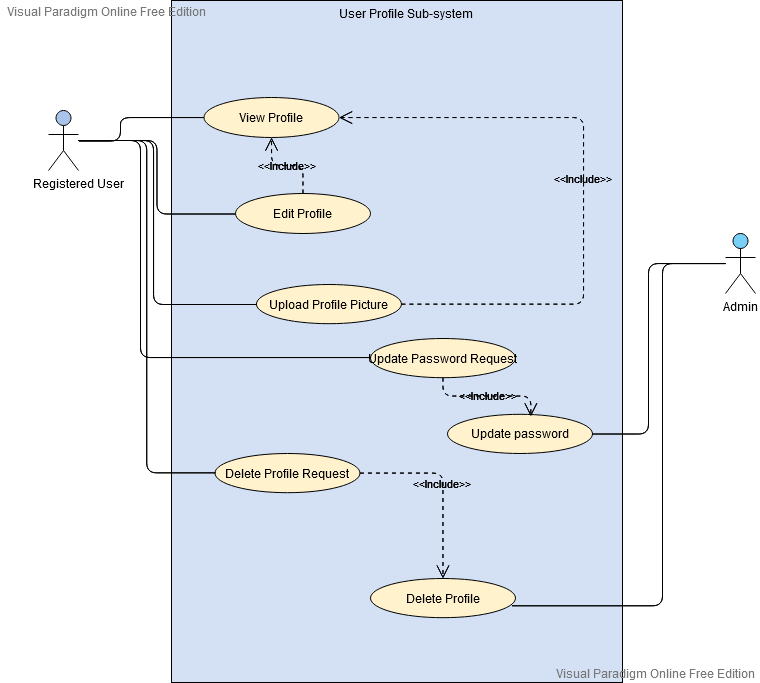 Visual Paradigm Online Free Edition
User Profile Sub-system
View Profile
<<Include>>
<<Include>>
Registered User
Edit Profile
Upload Profile Picture
Admin
Update Password Request
<<Include>>
Update password
Delete Profile Request
<<Include>>
Delete Profile
Visual Paradigm Online Free Edition